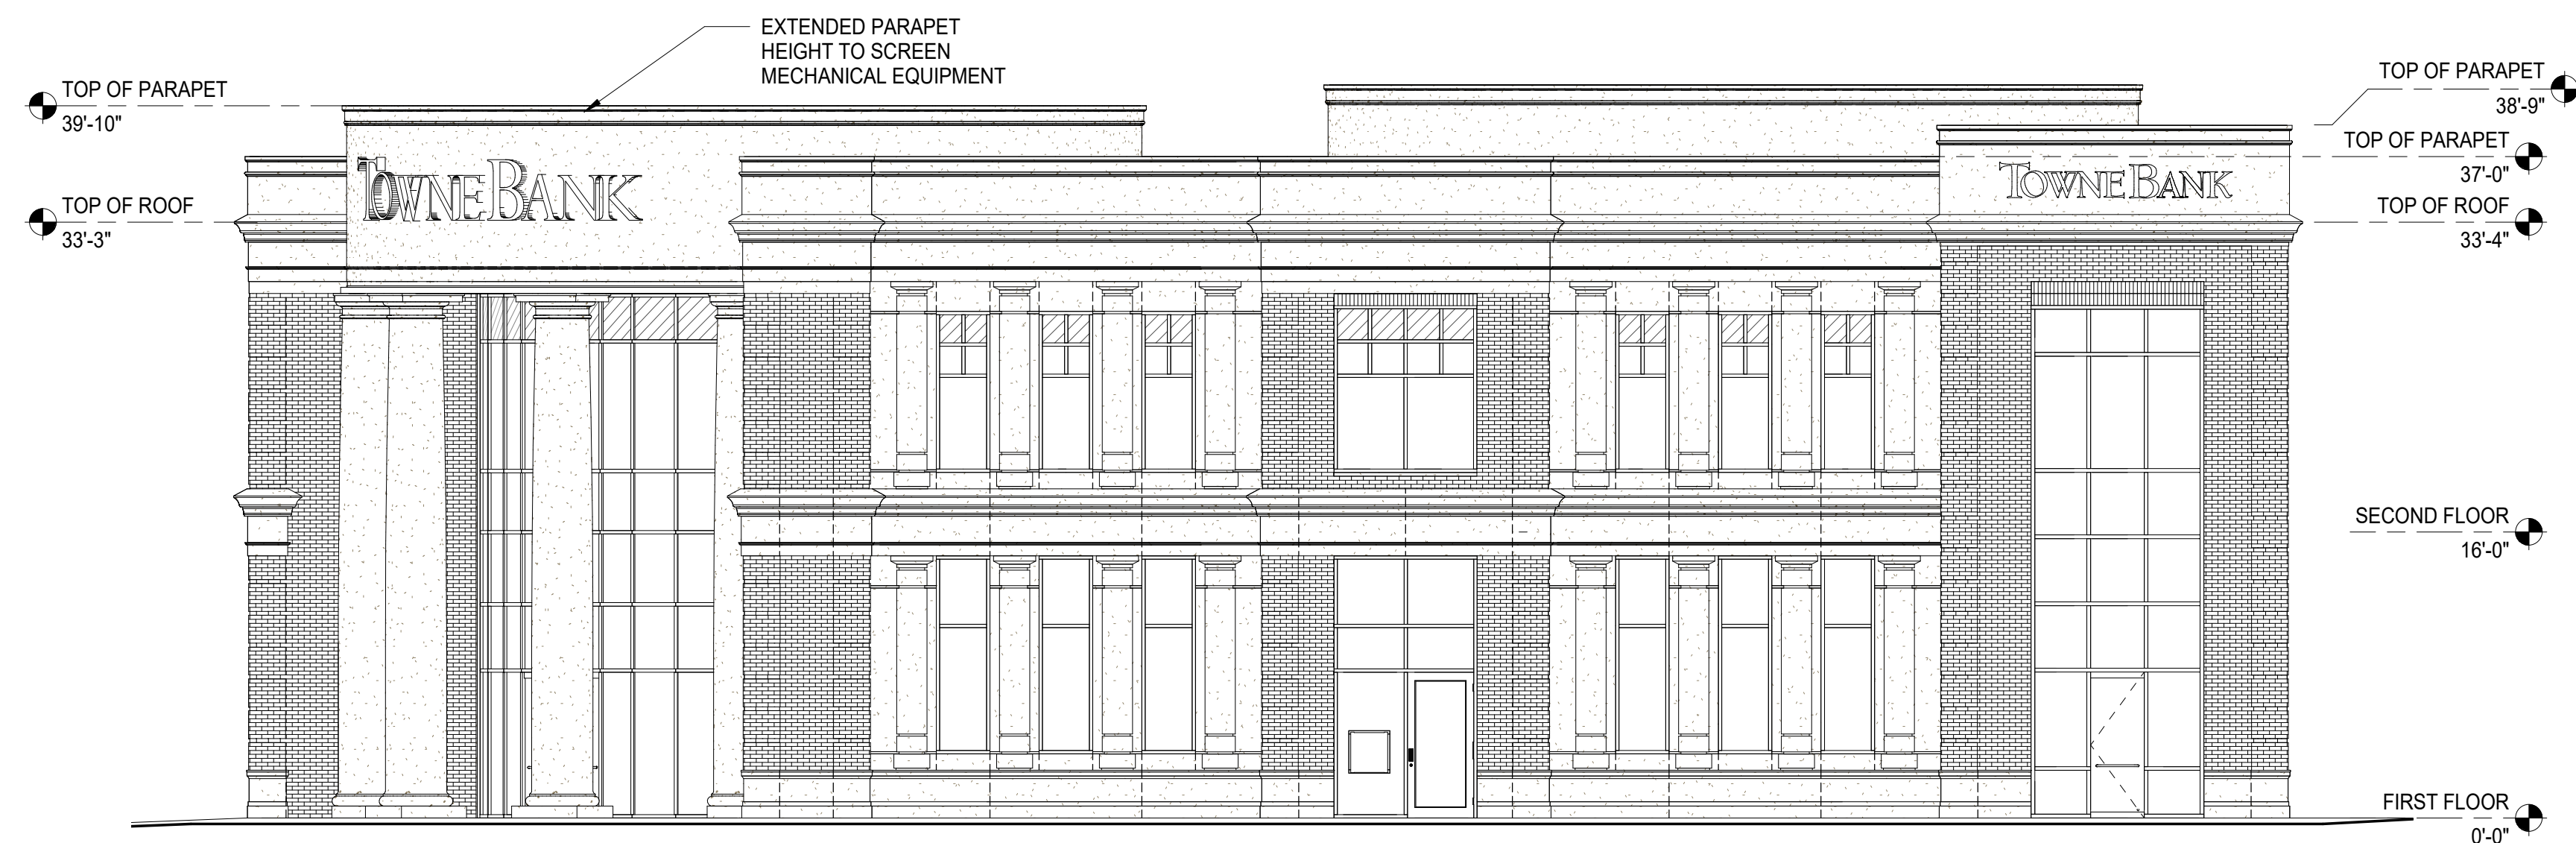 EXTENDED PARAPET
HEIGHT TO SCREEN
MECHANICAL EQUIPMENT
TOP OF PARAPET
39'-10"
TOP OF ROOF
33'-3"
TOWNEBANK
TOWNEBANK
TOP OF PARAPET
38'-9"
TOP OF PARAPET
37'-0"
TOP OF ROOF
33'-4"
SECOND FLOOR
16'-0"
FIRST FLOOR
0'-0"